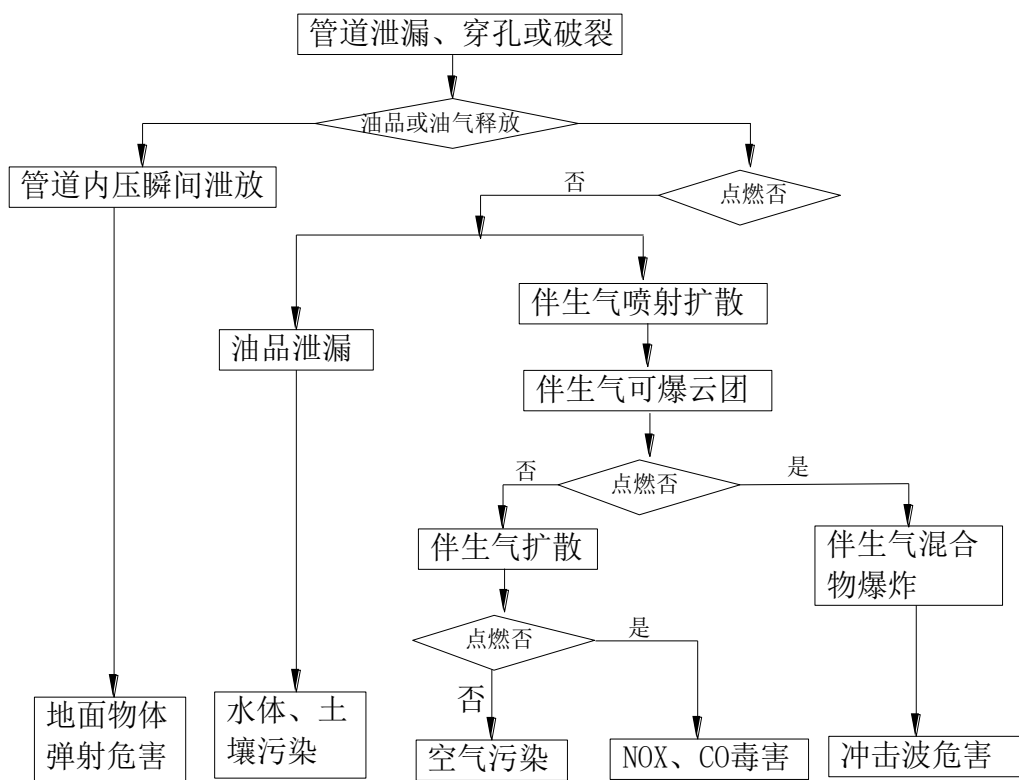 管道泄漏、穿孔或破裂
油品或油气释放
管道内压瞬间泄放
否
点燃否
伴生气喷射扩散
油品泄漏
伴生气可爆云团
否
点燃否
是
伴生气扩散
伴生气混合
物爆炸
点燃否
是
否
地面物体
弹射危害
水体、土
壤污染
空气污染
NOX、CO毒害
冲击波危害